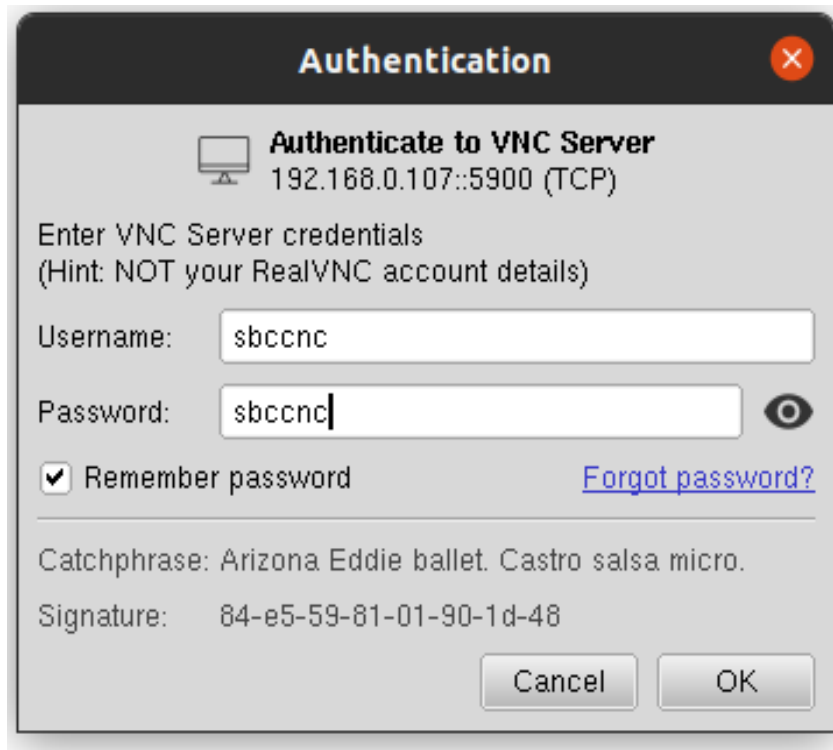 Authentication
Authenticate to VNC Server
192.168.0.107::5900 (TCP)
Enter VNC Server credentials
(Hint: NOT your RealVNC account details)
Username: sbccnc
Password: sbccnc
Remember password Forgot password?
Catchphrase: Arizona Eddie ballet. Castro salsa micro.
Signature: 84-e5-59-81-01-90-1d-48
Cancel OK